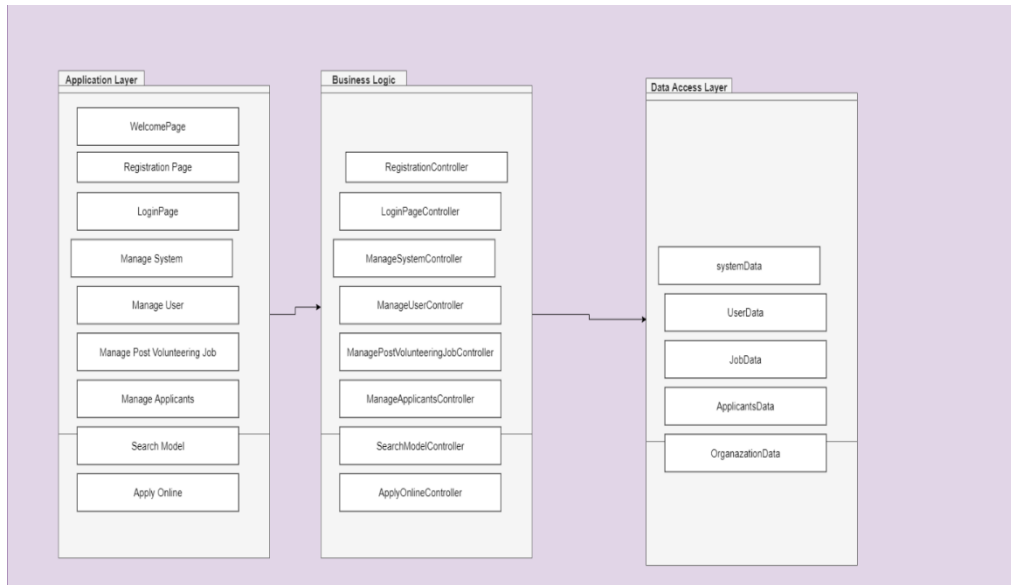 Application Layer
WelcomePage
Registration Page
LoginPage
Manage System
Manage User
Manage Post Volunteering Job
Manage Applicants
Search Model
Apply Online
Business Logic
RegistrationController
LoginPageController
ManageSystemController
ManageUserController
ManagePostVolunteeringJobController
ManageApplicantsController
SearchModelController
ApplyOnlineController
Data Access Layer
systemData
UserData
JobData
ApplicantsData
OrganazationData